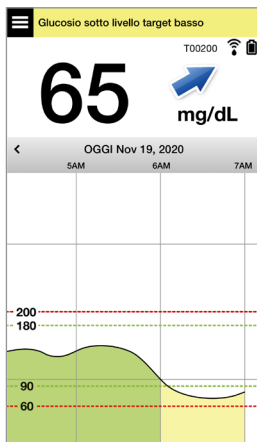 Glucosio sotto livello target basso
T00200
65
mg/dL
OGGI Nov 19, 2020
5AM 6AM 7AM
200
180
90
60